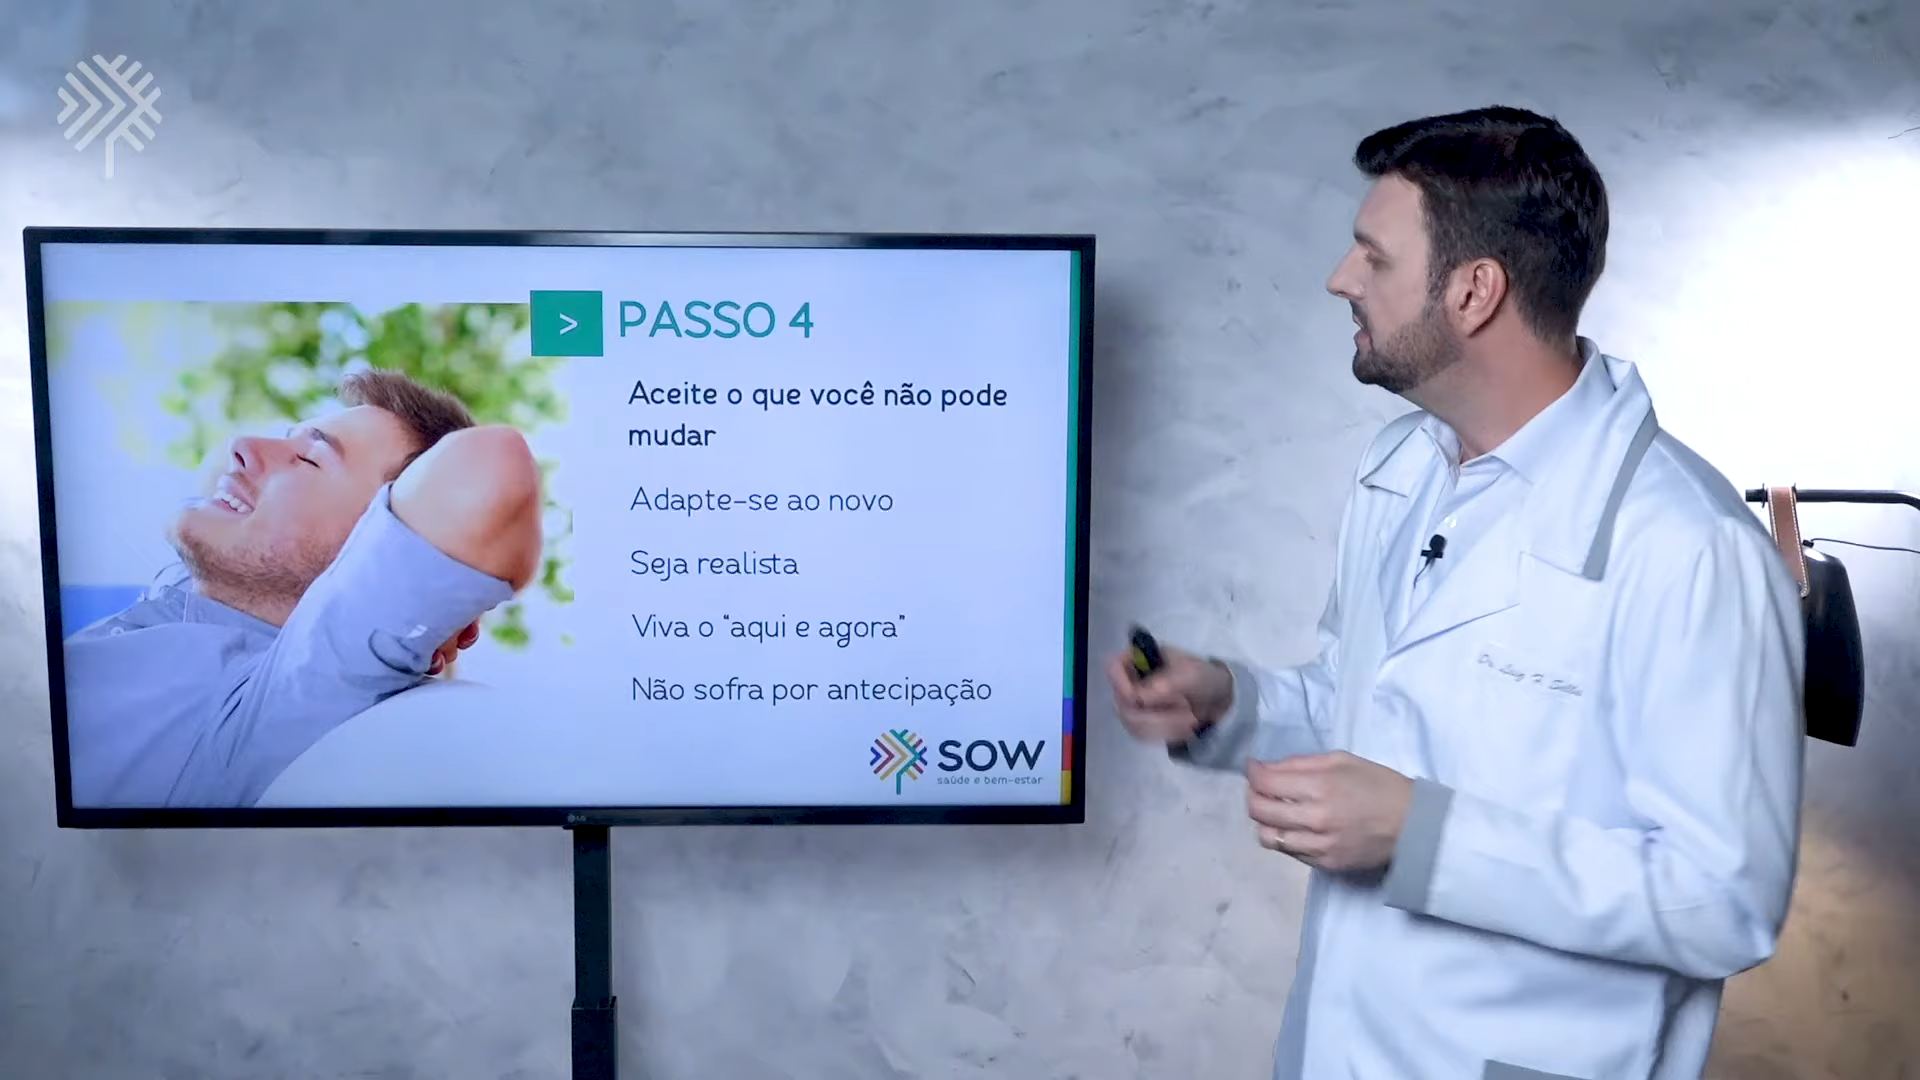 > PASSO 4
Aceite o que você não pode
mudar
Adapte-se ao novo
Seja realista
Viva o “aqui e agora”
Não sofra por antecipação
SOW
saúde e bem-estar
LG